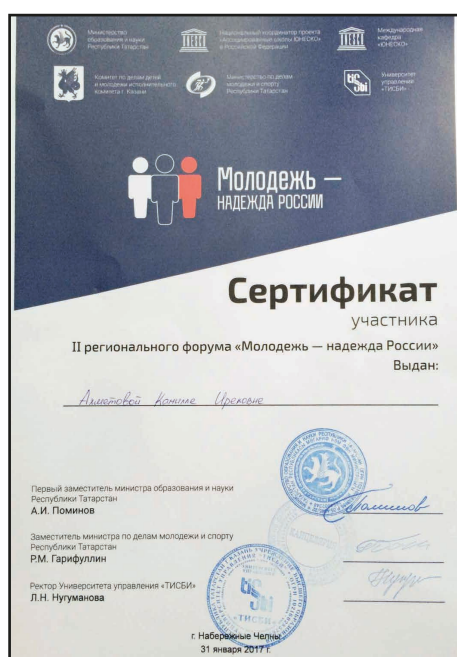 Министерство
образования и науки
Республики Татарстан
Национальный координатор проекта
«Ассоциированные школы ЮНЕСКО»
в Российской Федерации
Международная
кафедра
«ЮНЕСКО»
Комитет по делам детей
и молодежи исполнительного
комитета г. Казани
Министерство по делам
молодежи и спорту
Республики Татарстан
Университет
управления
«ТИСБИ»
Молодежь —
НАДЕЖДА РОССИИ
Сертификат
участника
II регионального форума «Молодежь — надежда России»
Выдан:
Ахметовой Камиле Ирековне
Первый заместитель министра образования и науки
Республики Татарстан
А.И. Поминов
Заместитель министра по делам молодежи и спорту
Республики Татарстан
Р.М. Гарифуллин
Ректор Университета управления «ТИСБИ»
Л.Н. Нугуманова
г. Набережные Челны
31 января 2017 г.